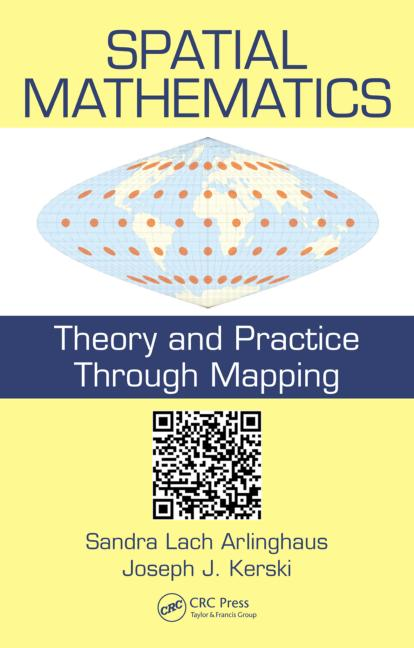 SPATIAL
MATHEMATICS
Theory and Practice
Through Mapping
Sandra Lach Arlinghaus
Joseph J. Kerski
CRC
CRC Press
Taylor & Francis Group